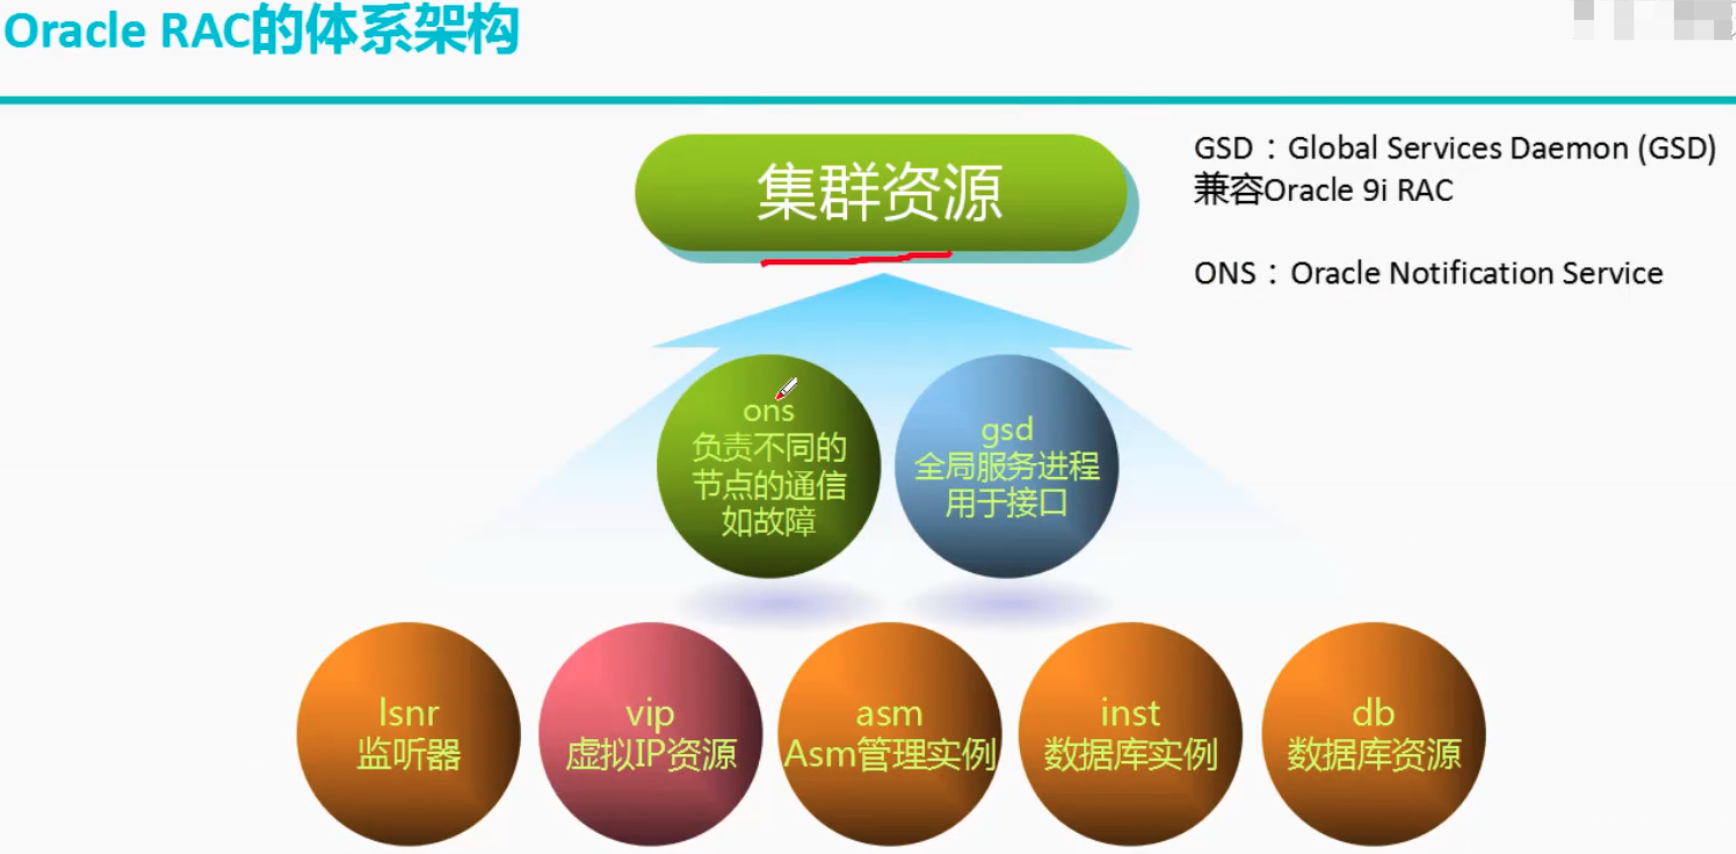 Oracle RAC的体系架构
集群资源
GSD：Global Services Daemon (GSD)
兼容Oracle 9i RAC
ONS：Oracle Notification Service
ons
负责不同的
节点的通信
如故障
gsd
全局服务进程
用于接口
lsnr
监听器
vip
虚拟IP资源
asm
Asm管理实例
inst
数据库实例
db
数据库资源